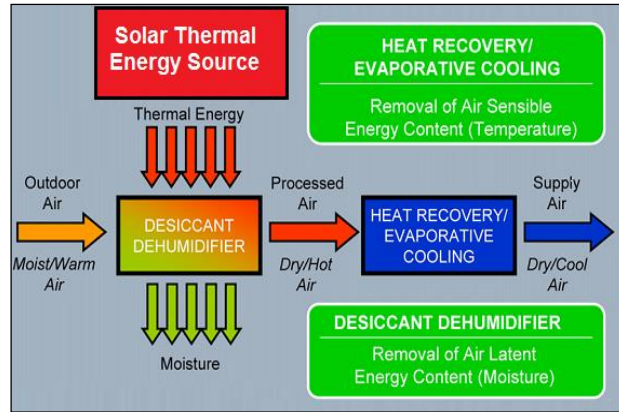 Solar Thermal
Energy Source
HEAT RECOVERY/
EVAPORATIVE COOLING
Removal of Air Sensible
Energy Content (Temperature)
Thermal Energy
Outdoor
Air
Processed
Air
Supply
Air
DESICCANT
DEHUMIDIFIER
HEAT RECOVERY/
EVAPORATIVE
COOLING
Moist/Warm
Air
Dry/Hot
Air
Dry/Cool
Air
Moisture
DESICCANT DEHUMIDIFIER
Removal of Air Latent
Energy Content (Moisture)